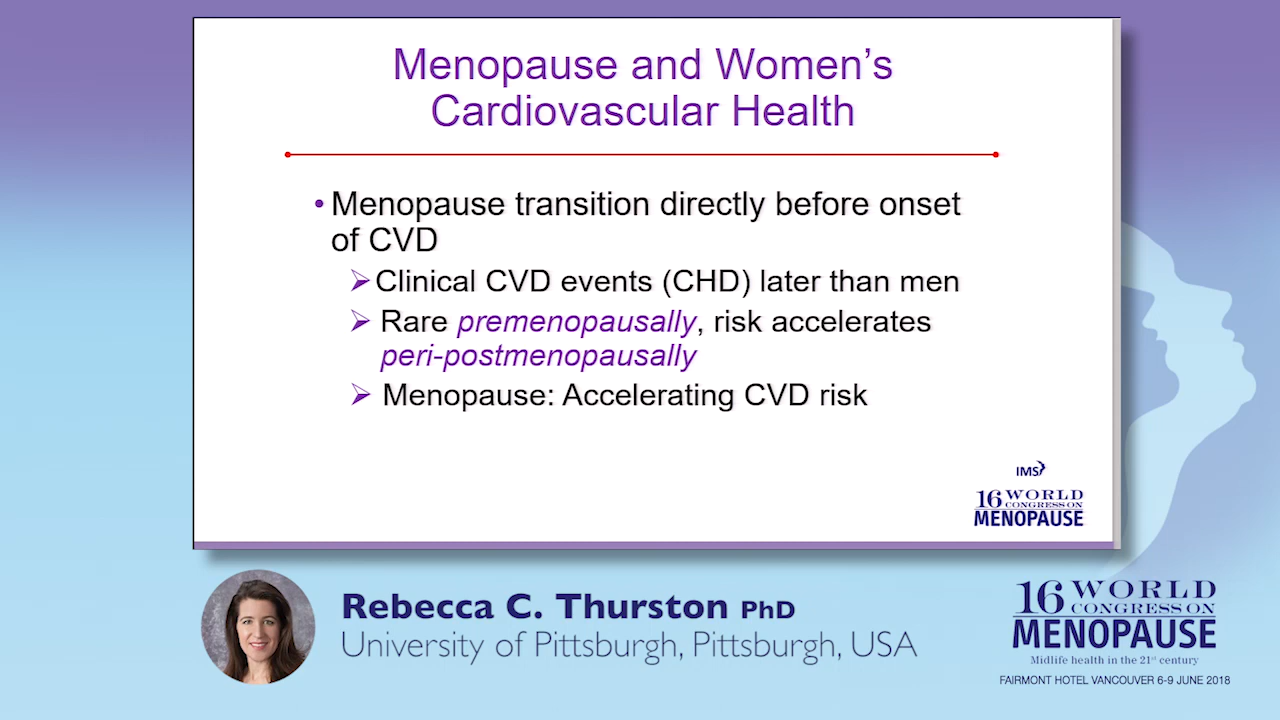 Menopause and Women's
Cardiovascular Health
• Menopause transition directly before onset
of CVD
➢ Clinical CVD events (CHD) later than men
➢ Rare premenopausally, risk accelerates
peri-postmenopausally
➢ Menopause: Accelerating CVD risk
IMS
16 WORLD
CONGRESS ON
MENOPAUSE
Rebecca C. Thurston PhD
University of Pittsburgh, Pittsburgh, USA
16 WORLD
CONGRESS ON
MENOPAUSE
Midlife health in the 21st century
FAIRMONT HOTEL VANCOUVER 6-9 JUNE 2018